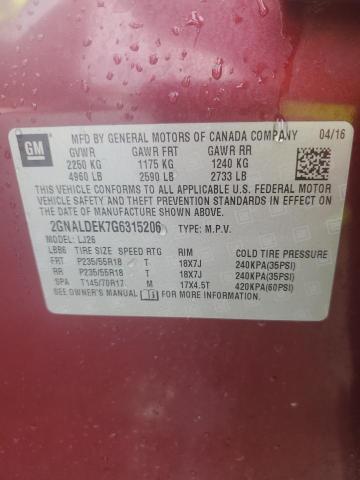 GM
MFD BY GENERAL MOTORS OF CANADA COMPANY 04/16
GVWR GAWR FRT GAWR RR
2250 KG 1175 KG 1240 KG
4960 LB 2590 LB 2733 LB
THIS VEHICLE CONFORMS TO ALL APPLICABLE U.S. FEDERAL MOTOR
VEHICLE SAFETY AND THEFT PREVENTION STANDARDS IN EFFECT ON
THE DATE OF MANUFACTURE SHOWN ABOVE.
2GNALDEK7G6315206 TYPE: M.P.V.
MODEL: LJ26
LBB6 TIRE SIZE SPEED RTG RIM COLD TIRE PRESSURE
FRT P235/55R18 T 18X7J 240KPA(35PSI)
RR P235/55R18 T 18X7J 240KPA(35PSI)
SPA T145/70R17 M 17X4.5T 420KPA(60PSI)
SEE OWNER'S MANUAL FOR ADDITIONAL INFORMATION